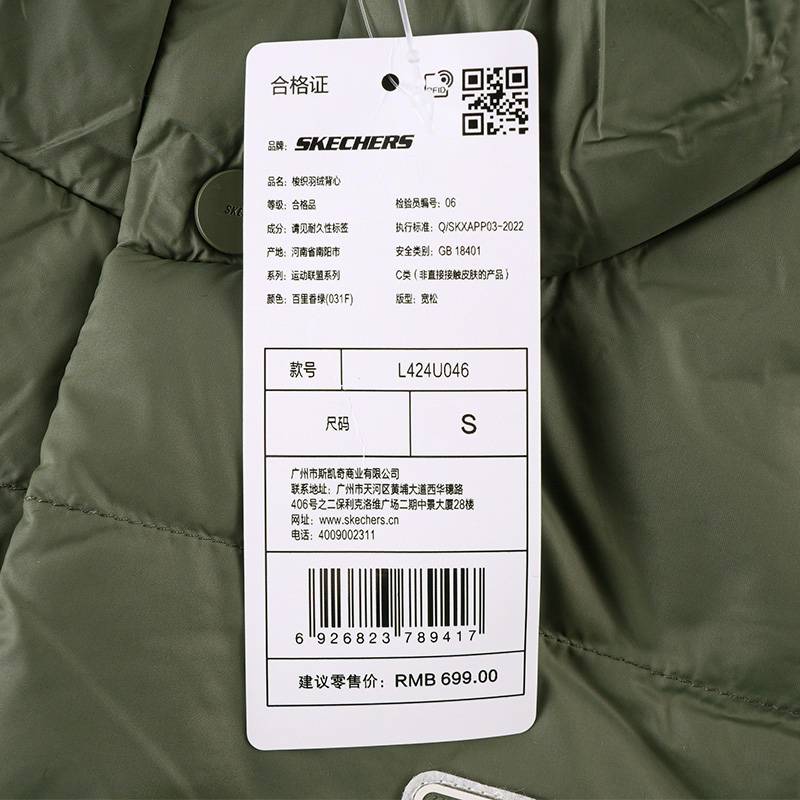 合格证
RFID
品牌: SKECHERS
品名: 梭织羽绒背心
等级: 合格品 检验员编号: 06
成分: 请见耐久性标签 执行标准: Q/SKXAPP03-2022
产地: 河南省南阳市 安全类别: GB 18401
系列: 运动联盟系列 C类 (非直接接触皮肤的产品)
颜色: 百里香绿(031F) 版型: 宽松
款号 L424U046
尺码 S
广州市斯凯奇商业有限公司
联系地址: 广州市天河区黄埔大道西华穗路
406号之二保利克洛维广场二期中景大厦28楼
网址: www.skechers.cn
电话: 4009002311
6 926823 789417
建议零售价: RMB 699.00